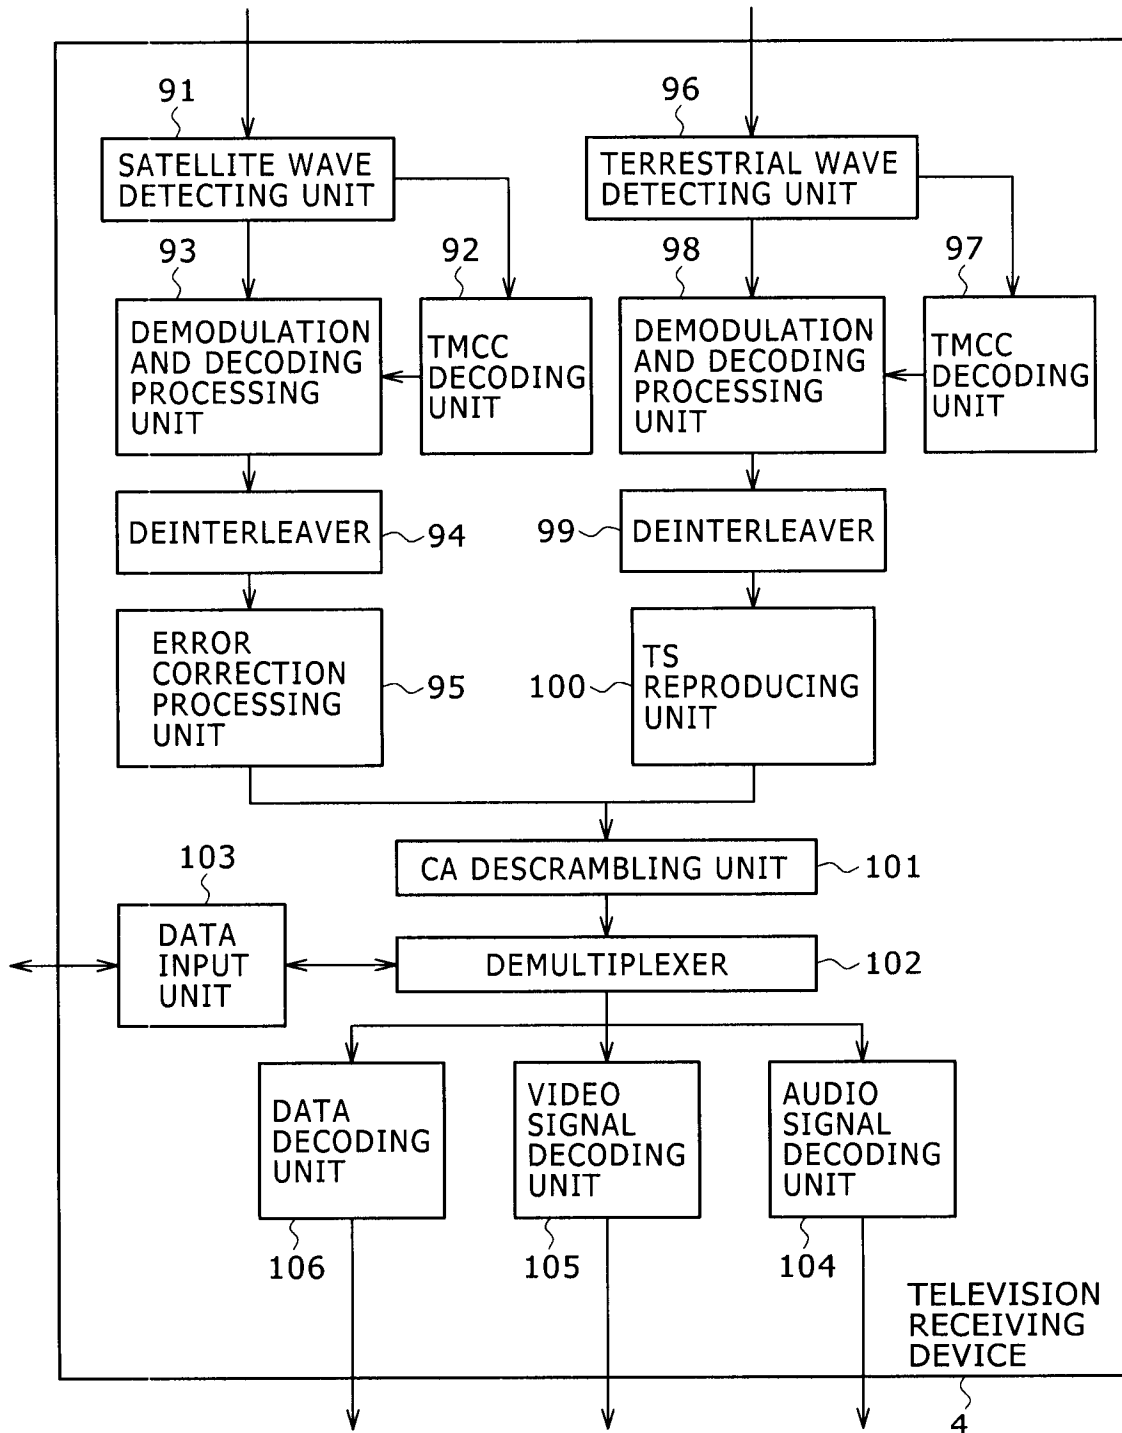 91
96
SATELLITE WAVE
DETECTING UNIT
TERRESTRIAL WAVE
DETECTING UNIT
93
92
98
97
DEMODULATION
AND DECODING
PROCESSING
UNIT
TMCC
DECODING
UNIT
DEMODULATION
AND DECODING
PROCESSING
UNIT
TMCC
DECODING
UNIT
DEINTERLEAVER
94
99
DEINTERLEAVER
ERROR
CORRECTION
PROCESSING
UNIT
95
100
TS
REPRODUCING
UNIT
103
CA DESCRAMBLING UNIT
101
DATA
INPUT
UNIT
DEMULTIPLEXER
102
DATA
DECODING
UNIT
VIDEO
SIGNAL
DECODING
UNIT
AUDIO
SIGNAL
DECODING
UNIT
106
105
104
TELEVISION
RECEIVING
DEVICE
4